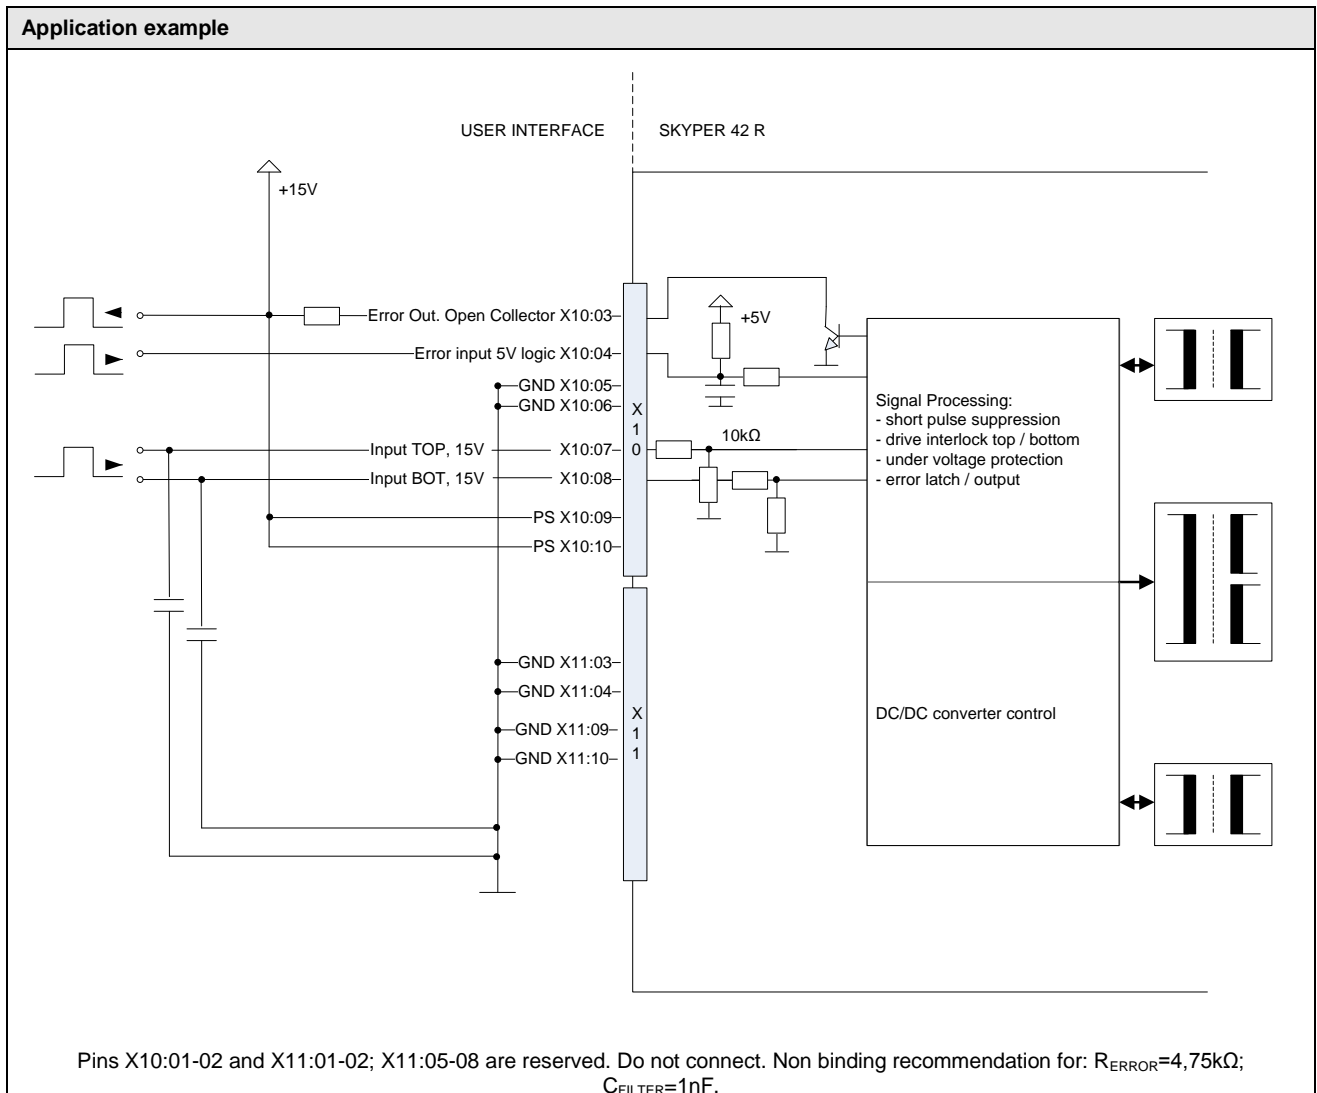 Application example
USER INTERFACE
SKYPER 42 R
+15V
Error Out. Open Collector X10:03
+5V
Error input 5V logic X10:04
GND X10:05
GND X10:06
X
1
0
Input TOP, 15V
X10:07
10kΩ
Input BOT, 15V
X10:08
PS X10:09
PS X10:10
Signal Processing:
- short pulse suppression
- drive interlock top / bottom
- under voltage protection
- error latch / output
GND X11:03
GND X11:04
X
1
1
GND X11:09
GND X11:10
DC/DC converter control
Pins X10:01-02 and X11:01-02; X11:05-08 are reserved. Do not connect. Non binding recommendation for: RERROR=4,75kΩ;
CFILTER=1nF.